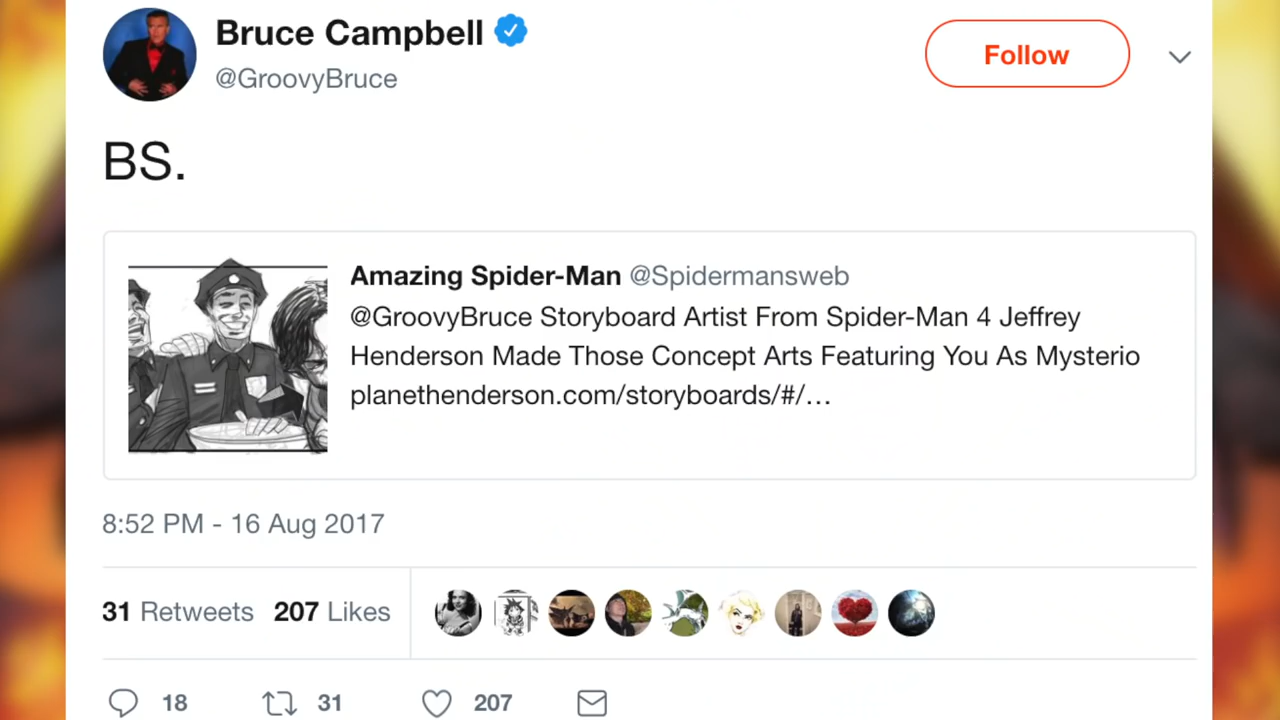 Bruce Campbell
@GroovyBruce
Follow
BS.
Amazing Spider-Man @Spidermansweb
@GroovyBruce Storyboard Artist From Spider-Man 4 Jeffrey
Henderson Made Those Concept Arts Featuring You As Mysterio
planethenderson.com/storyboards/#/…
8:52 PM - 16 Aug 2017
31 Retweets 207 Likes
18 31 207